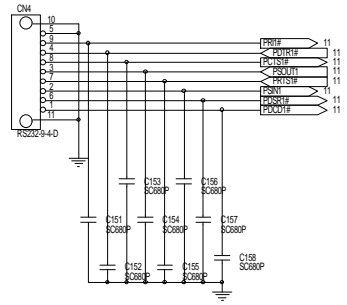 CN4
10
5
9 PRI1# 11
4 PDTR1# 11
8 PCTS1# 11
3 PSOUT1 11
7 PRTS1# 11
2 PSIN1 11
6 PDSR1# 11
1 PDCD1# 11
11
RS232-9-4-D
C153 SC680P
C156 SC680P
C151 SC680P
C154 SC680P
C157 SC680P
C152 SC680P
C155 SC680P
C158 SC680P